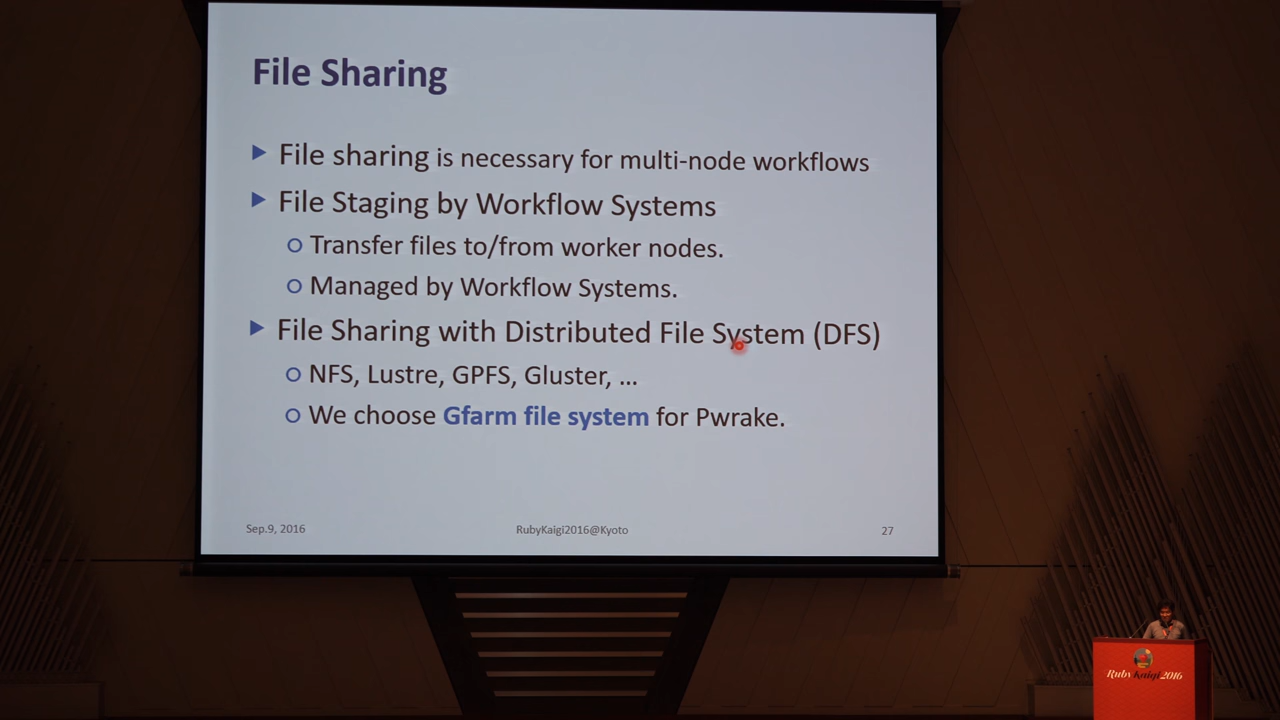 File Sharing
File sharing is necessary for multi-node workflows
File Staging by Workflow Systems
Transfer files to/from worker nodes.
Managed by Workflow Systems.
File Sharing with Distributed File System (DFS)
NFS, Lustre, GPFS, Gluster, ...
We choose Gfarm file system for Pwrake.
Sep.9, 2016
RubyKaigi2016@Kyoto
27
RubyKaigi2016